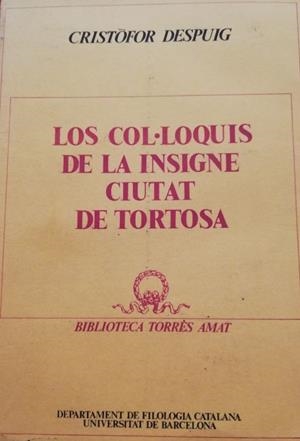 CRISTÒFOR DESPUIG
LOS COL·LOQUIS
DE LA INSIGNE
CIUTAT
DE TORTOSA
BIBLIOTECA TORRES AMAT
DEPARTAMENT DE FILOLOGIA CATALANA
UNIVERSITAT DE BARCELONA